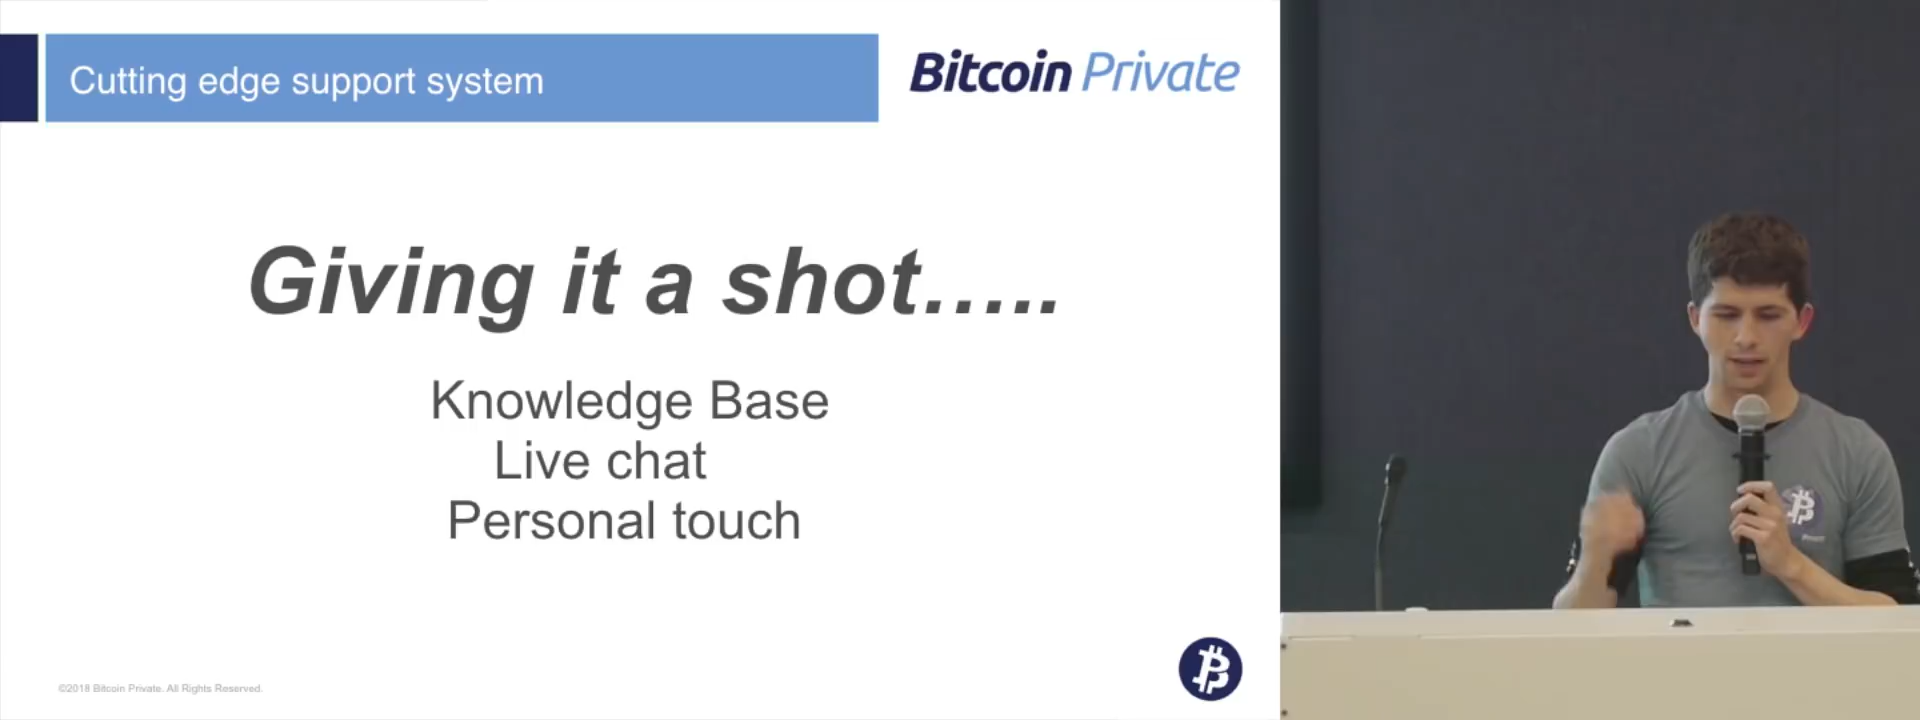 Cutting edge support system
Bitcoin Private
Giving it a shot.....
Knowledge Base
Live chat
Personal touch
©2018 Bitcoin Private. All Rights Reserved.